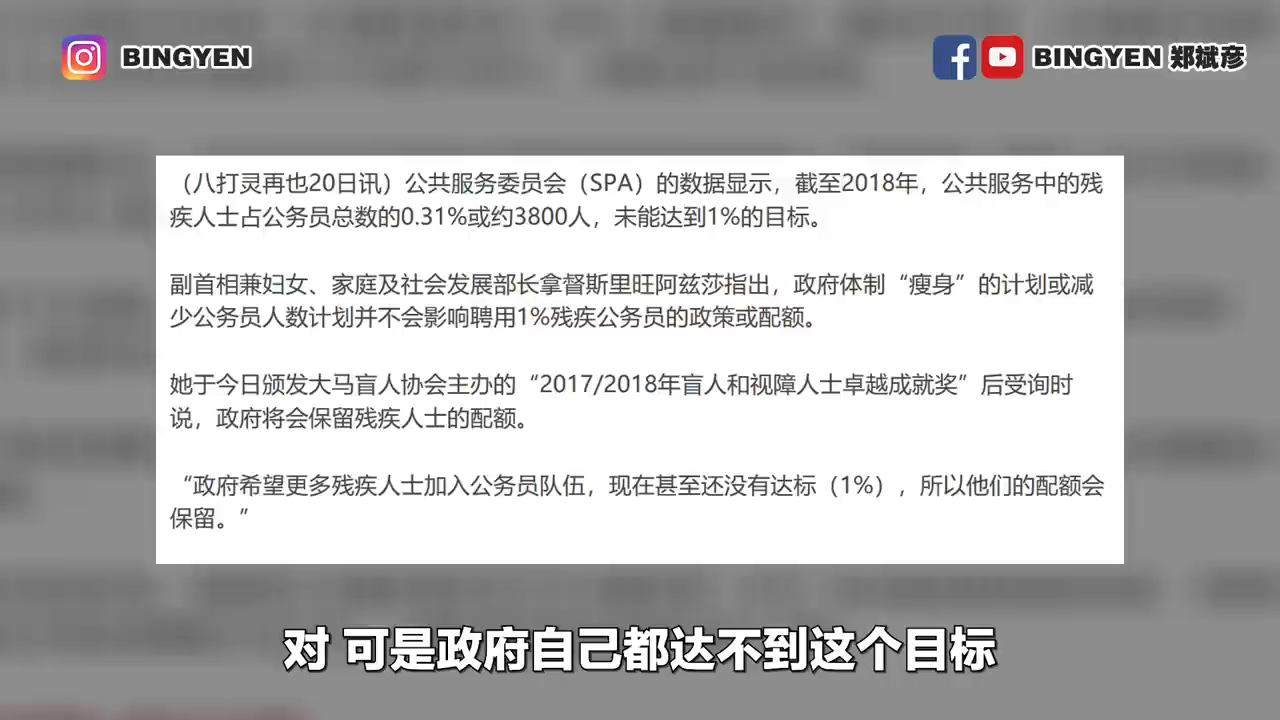 BINGYEN
BINGYEN 郑斌彦
（八打灵再也20日讯）公共服务委员会（SPA）的数据显示，截至2018年，公共服务中的残
疾人士占公务员总数的0.31%或约3800人，未能达到1%的目标。
副首相兼妇女、家庭及社会发展部长拿督斯里旺阿兹莎指出，政府体制“瘦身”的计划或减
少公务员人数计划并不会影响聘用1%残疾公务员的政策或配额。
她于今日颁发大马盲人协会主办的“2017/2018年盲人和视障人士卓越成就奖”后受询时
说，政府将会保留残疾人士的配额。
“政府希望更多残疾人士加入公务员队伍，现在甚至还没有达标（1%），所以他们的配额会
保留。”
对 可是政府自己都达不到这个目标